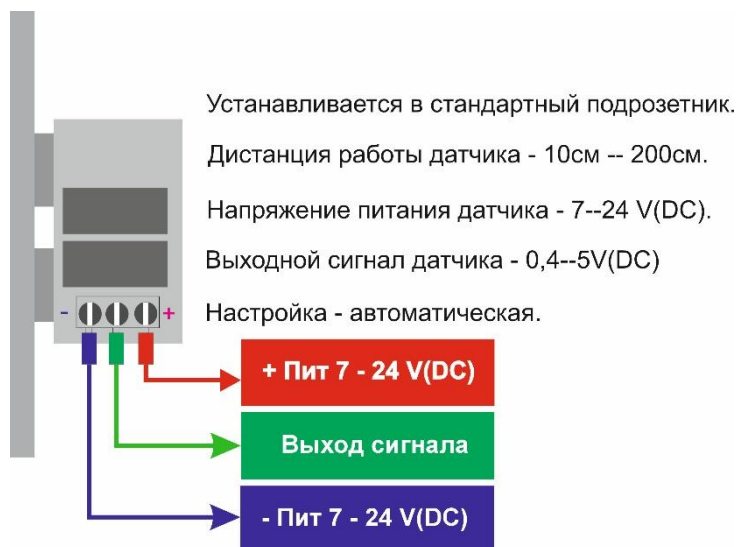 Устанавливается в стандартный подрозетник.
Дистанция работы датчика - 10см -- 200см.
Напряжение питания датчика - 7--24 V(DC).
Выходной сигнал датчика - 0,4--5V(DC)
Настройка - автоматическая.
- +
+ Пит 7 - 24 V(DC)
Выход сигнала
- Пит 7 - 24 V(DC)